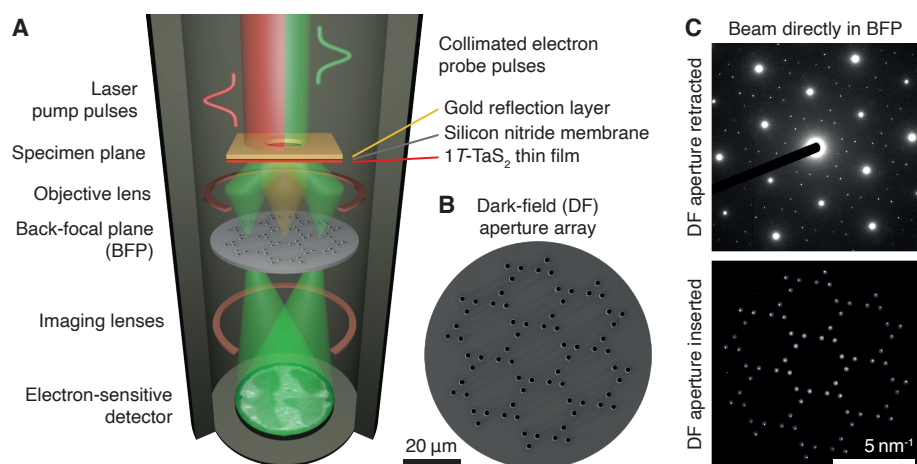 A
Laser
pump pulses
Collimated electron
probe pulses
Gold reflection layer
Silicon nitride membrane
1T-TaS₂ thin film
Specimen plane
Objective lens
Back-focal plane
(BFP)
Imaging lenses
Electron-sensitive
detector
B
Dark-field (DF)
aperture array
20 μm
C
Beam directly in BFP
DF aperture retracted
DF aperture inserted
5 nm⁻¹